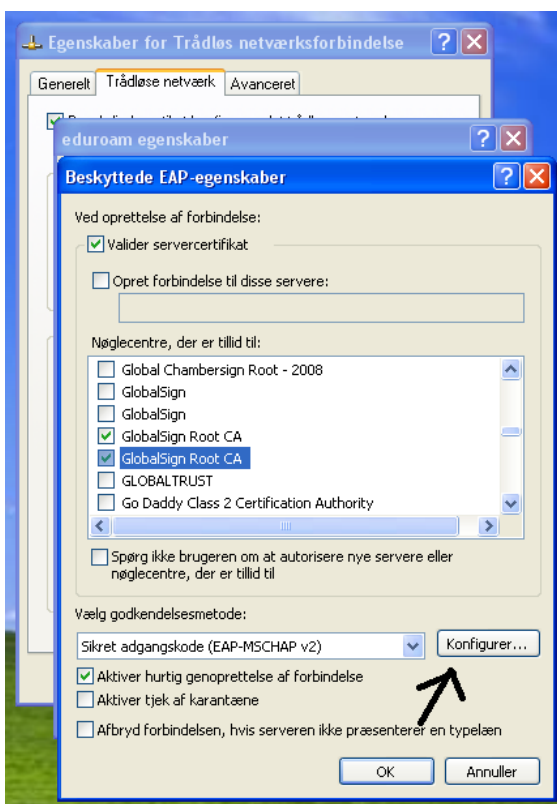 Egenskaber for Trådløs netværksforbindelse
Generelt Trådløse netværk Avanceret
eduroam egenskaber
Beskyttede EAP-egenskaber
Ved oprettelse af forbindelse:
Valider servercertifikat
Opret forbindelse til disse servere:
Nøglecentre, der er tillid til:
Global Chambersign Root - 2008
GlobalSign
GlobalSign
GlobalSign Root CA
GlobalSign Root CA
GLOBALTRUST
Go Daddy Class 2 Certification Authority
Spørg ikke brugeren om at autorisere nye servere eller
nøglecentre, der er tillid til
Vælg godkendelsesmetode:
Sikret adgangskode (EAP-MSCHAP v2) Konfigurer...
Aktiver hurtig genoprettelse af forbindelse
Aktiver tjek af karantæne
Afbryd forbindelsen, hvis serveren ikke præsenterer en typelæn
OK Annuller